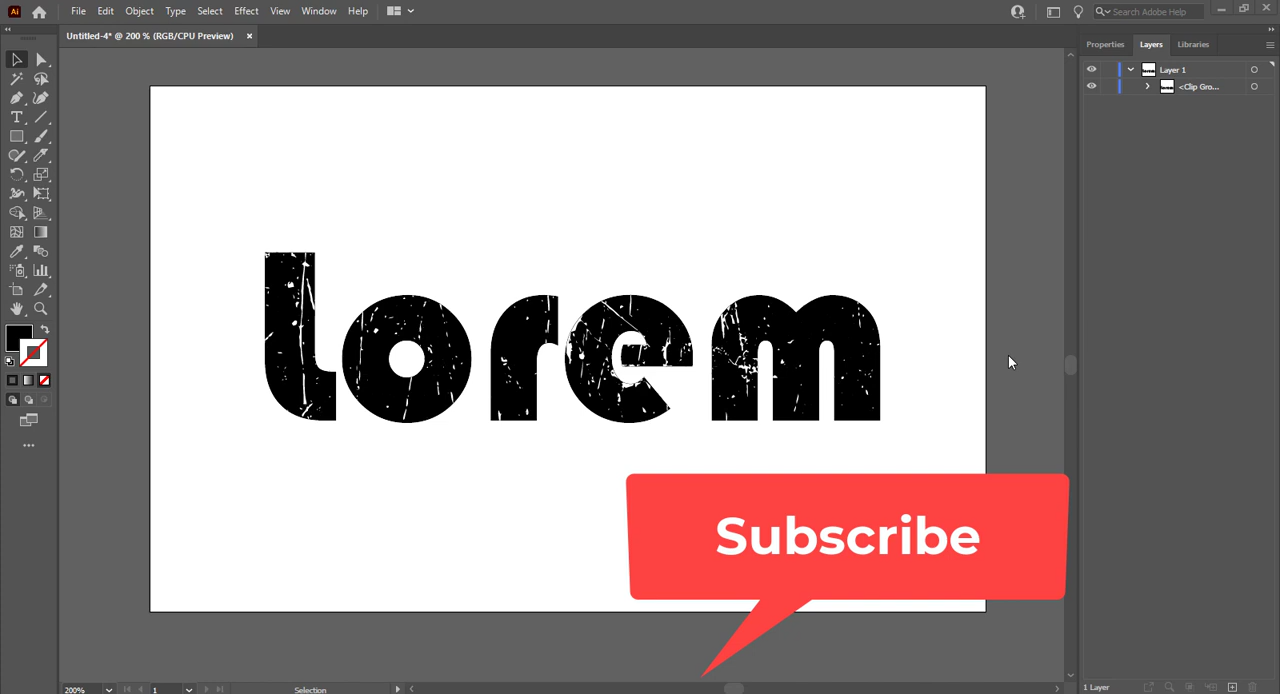 Ai File Edit Object Type Select Effect View Window Help Search Adobe Help
Untitled-4* @ 200 % (RGB/CPU Preview) ×
Properties Layers Libraries
Layer 1
<Clip Gro...
lorem
Subscribe
200% 1 Selection
1 Layer